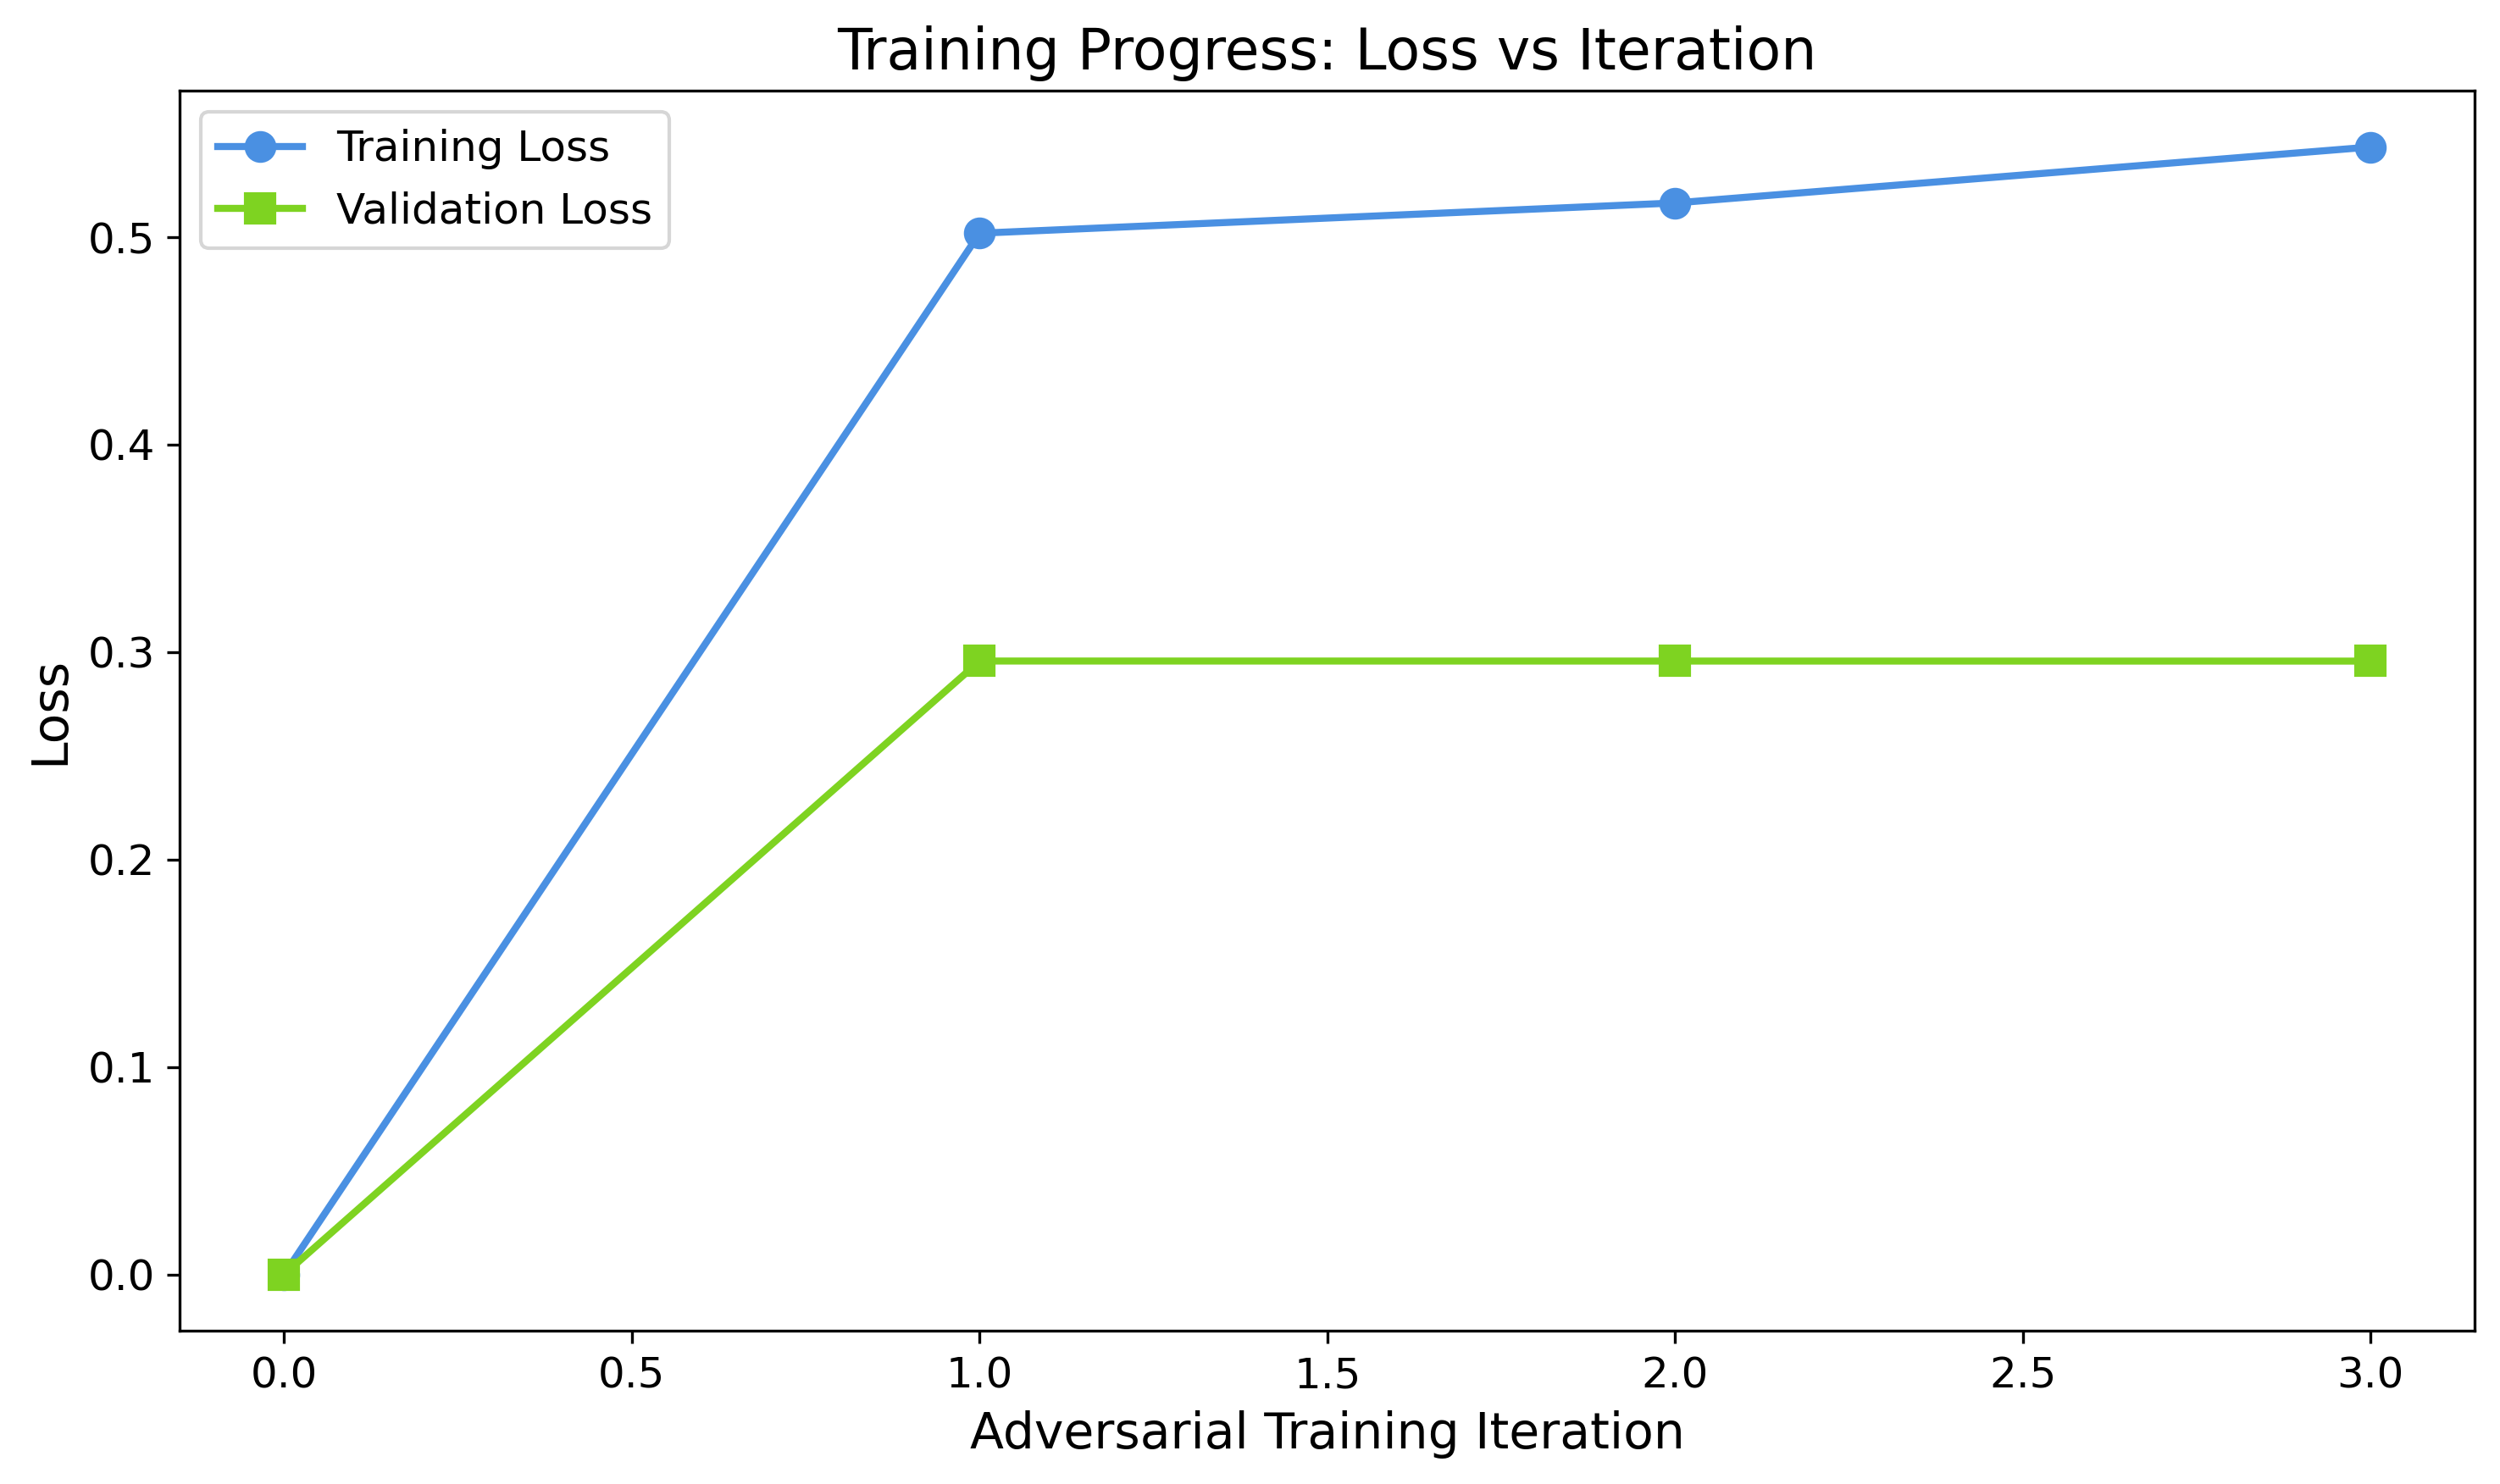 Training Progress: Loss vs Iteration
Training Loss
Validation Loss
Loss
0.5
0.4
0.3
0.2
0.1
0.0
0.0 0.5 1.0 1.5 2.0 2.5 3.0
Adversarial Training Iteration